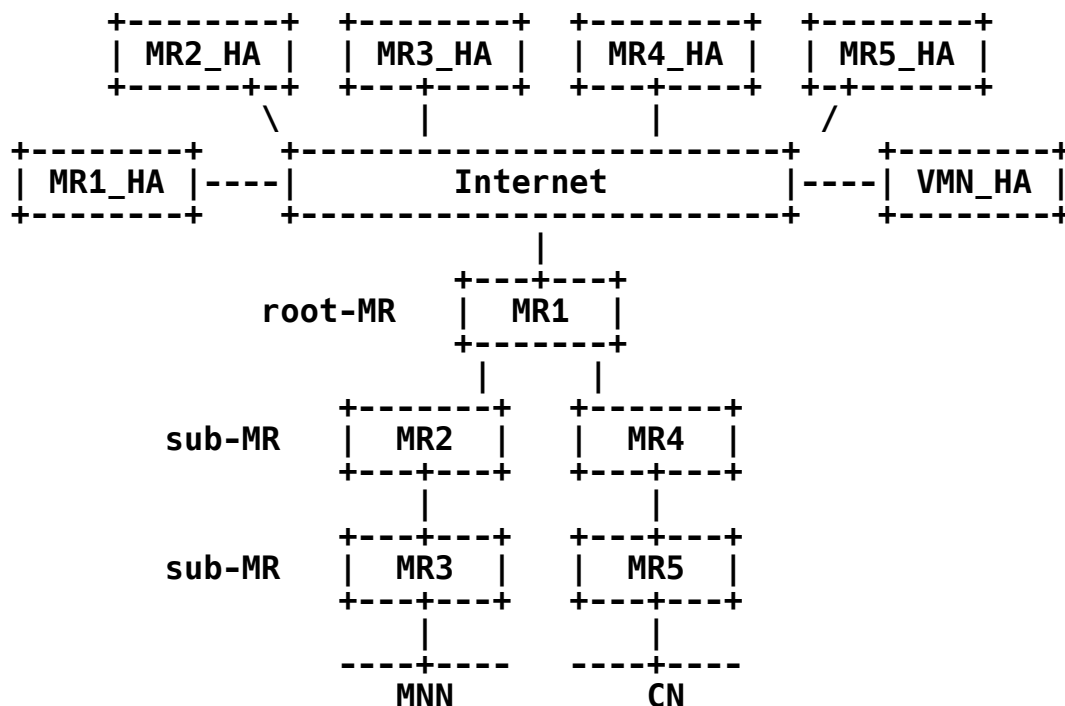 MR2_HA MR3_HA MR4_HA MR5_HA
MR1_HA Internet VMN_HA
root-MR MR1
sub-MR MR2 MR4
sub-MR MR3 MR5
MNN CN